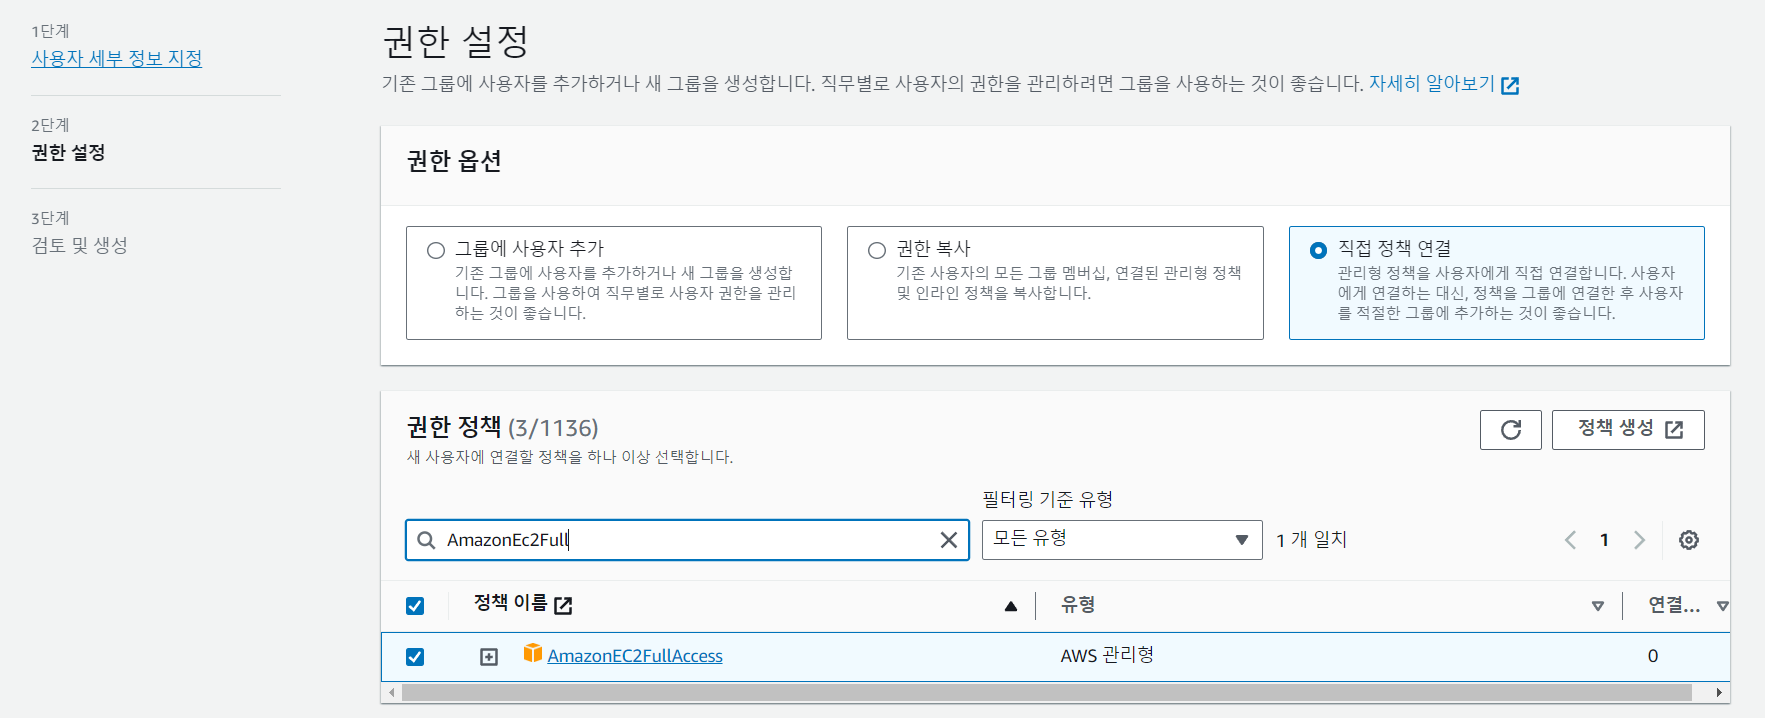 1단계
사용자 세부 정보 지정
2단계
권한 설정
3단계
검토 및 생성
권한 설정
기존 그룹에 사용자를 추가하거나 새 그룹을 생성합니다. 직무별로 사용자의 권한을 관리하려면 그룹을 사용하는 것이 좋습니다. 자세히 알아보기
권한 옵션
그룹에 사용자 추가
기존 그룹에 사용자를 추가하거나 새 그룹을 생성합
니다. 그룹을 사용하여 직무별로 사용자 권한을 관리
하는 것이 좋습니다.
권한 복사
기존 사용자의 모든 그룹 멤버십, 연결된 관리형 정책
및 인라인 정책을 복사합니다.
직접 정책 연결
관리형 정책을 사용자에게 직접 연결합니다. 사용자
에게 연결하는 대신, 정책을 그룹에 연결한 후 사용자
를 적절한 그룹에 추가하는 것이 좋습니다.
권한 정책 (3/1136)
새 사용자에 연결할 정책을 하나 이상 선택합니다.
정책 생성
필터링 기준 유형
AmazonEc2Full
모든 유형
1 개 일치
1
정책 이름
유형
연결...
AmazonEC2FullAccess
AWS 관리형
0